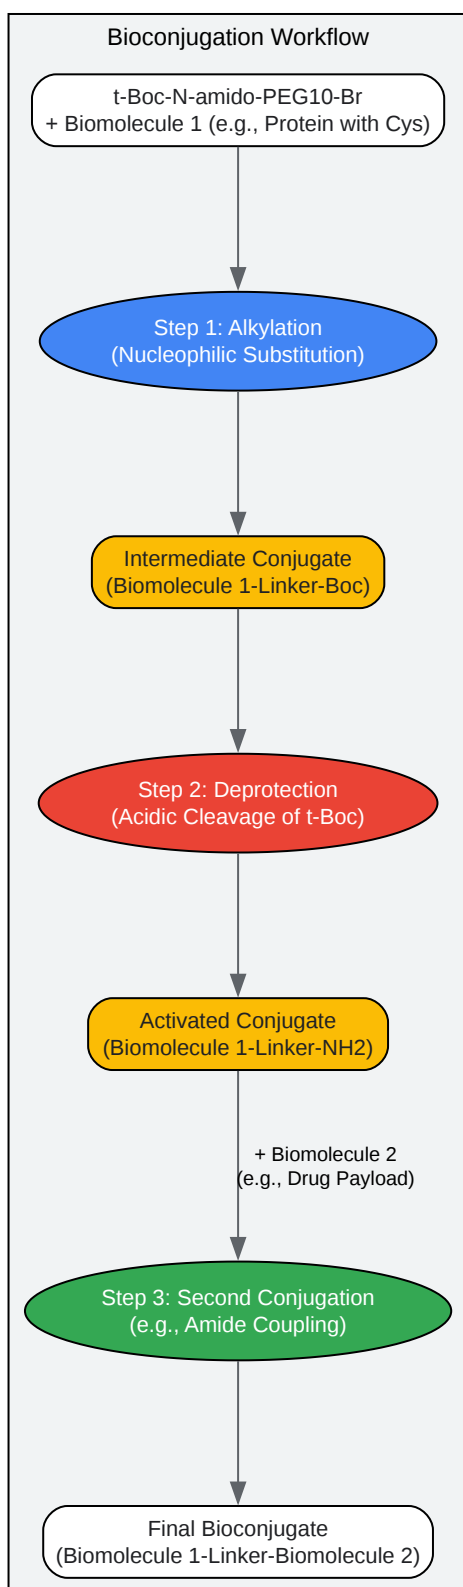 Bioconjugation Workflow
t-Boc-N-amido-PEG10-Br
+ Biomolecule 1 (e.g., Protein with Cys)
Step 1: Alkylation
(Nucleophilic Substitution)
Intermediate Conjugate
(Biomolecule 1-Linker-Boc)
Step 2: Deprotection
(Acidic Cleavage of t-Boc)
Activated Conjugate
(Biomolecule 1-Linker-NH2)
+ Biomolecule 2
(e.g., Drug Payload)
Step 3: Second Conjugation
(e.g., Amide Coupling)
Final Bioconjugate
(Biomolecule 1-Linker-Biomolecule 2)